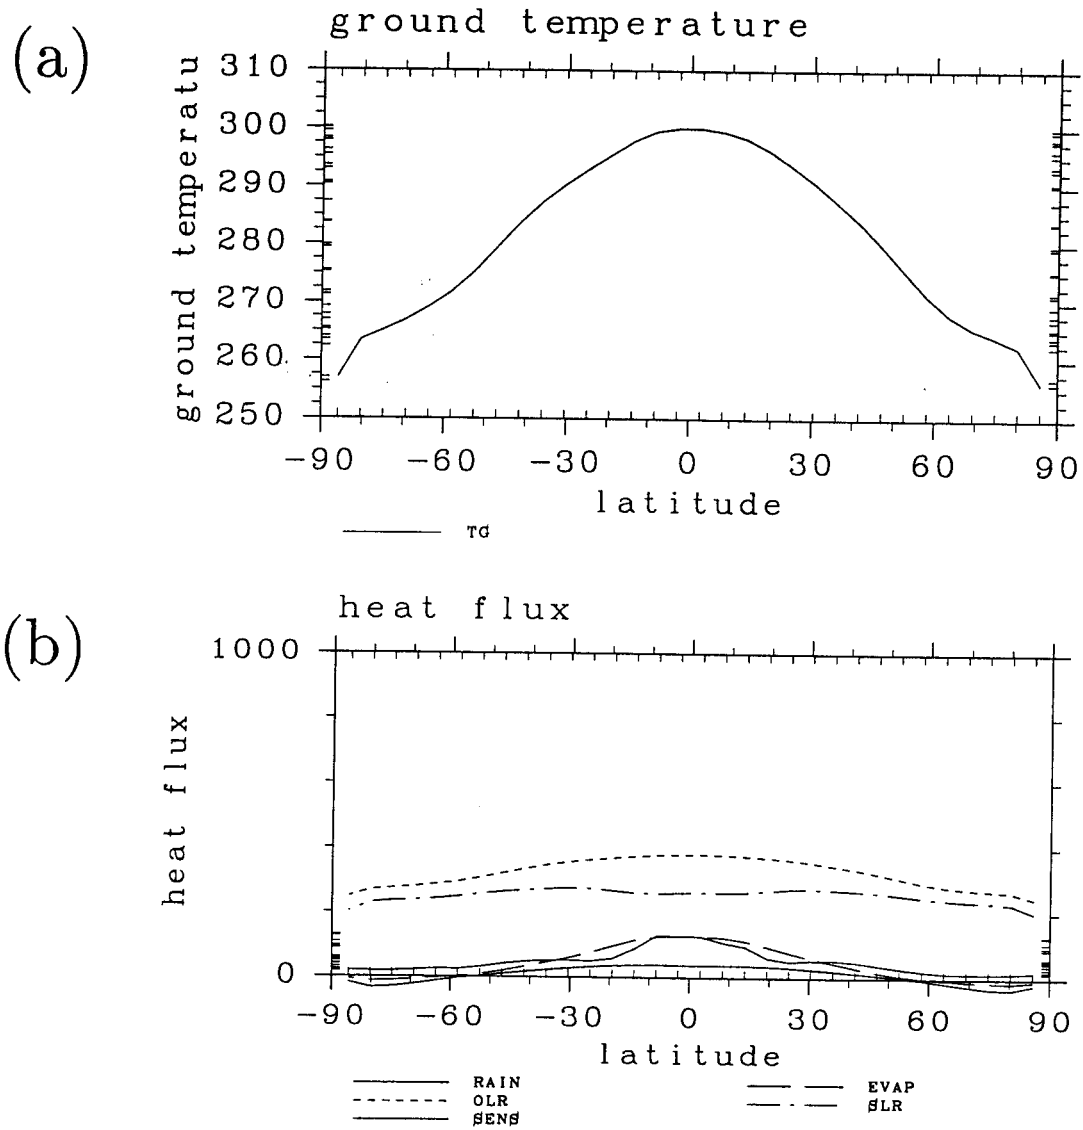 (a)
ground temperature
ground temperatu
310
300
290
280
270
260
250
-90 -60 -30 0 30 60 90
latitude
TG
(b)
heat flux
heat flux
1000
0
-90 -60 -30 0 30 60 90
latitude
RAIN EVAP
OLR SLR
SENS